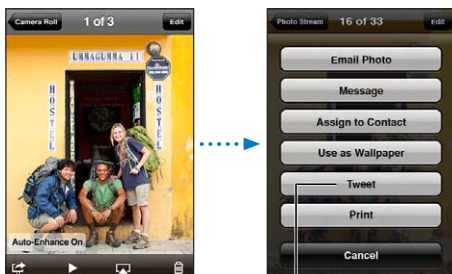 Camera Roll 1 of 3 Edit
UMMAGUMMA II
HOSTEL
HOSTEL
Auto-Enhance On
Photo Stream 16 of 33 Edit
Email Photo
Message
Assign to Contact
Use as Wallpaper
Tweet
Print
Cancel